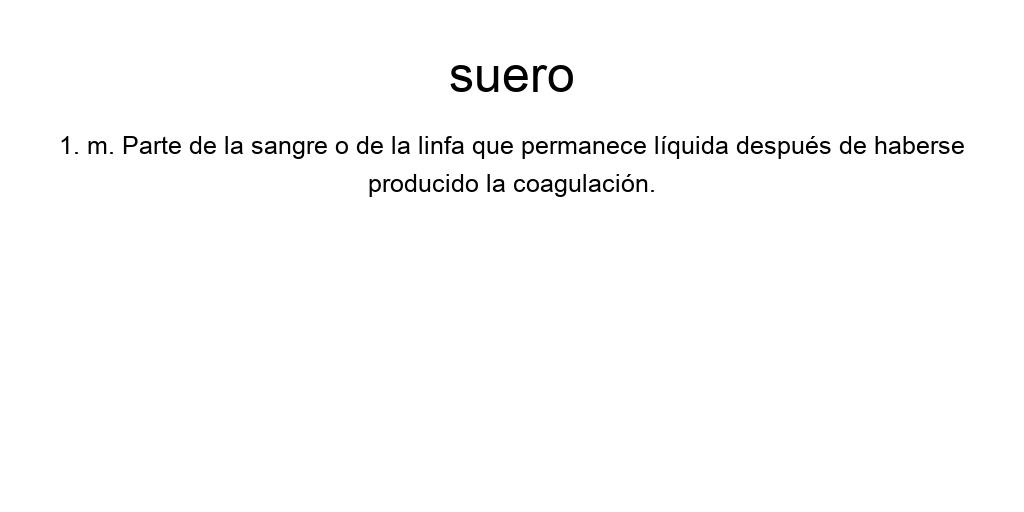 suero
1. m. Parte de la sangre o de la linfa que permanece líquida después de haberse
producido la coagulación.